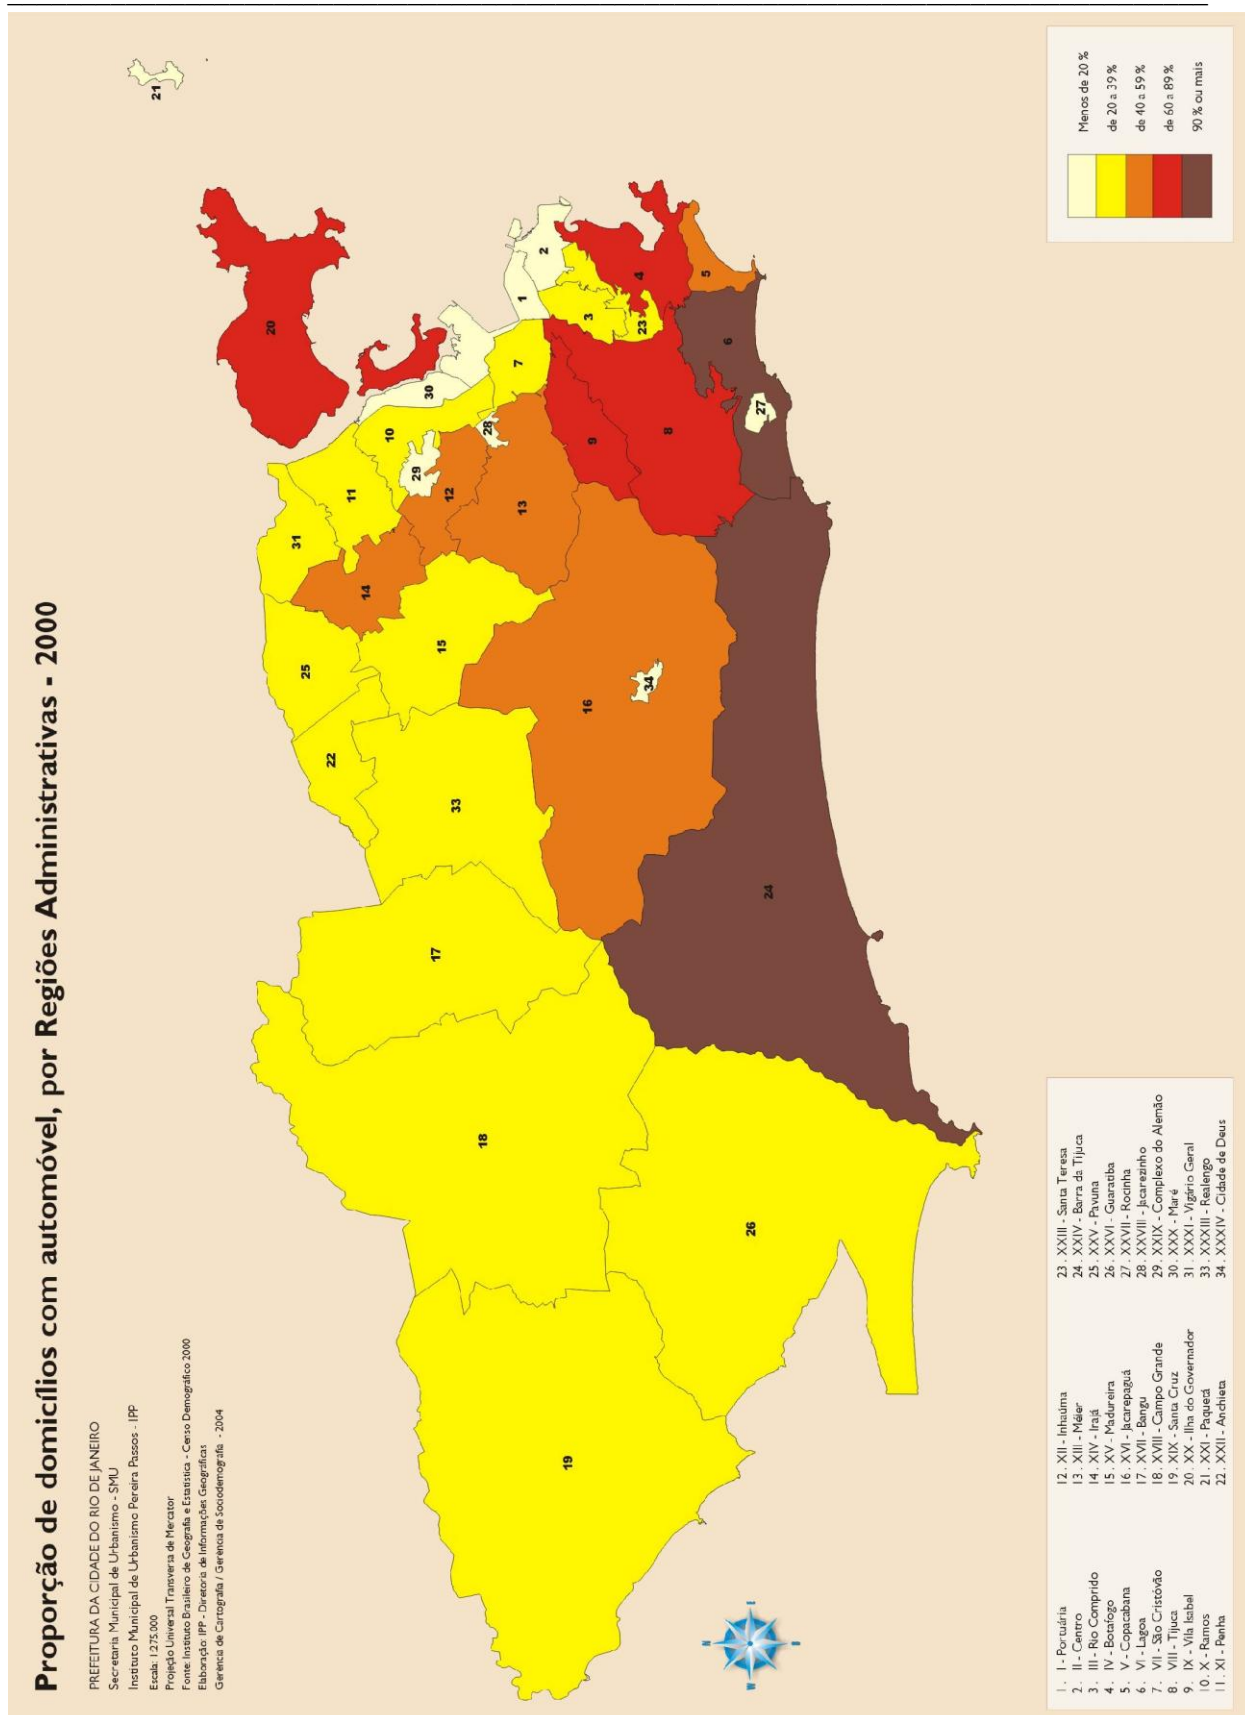 Proporção de domicílios com automóvel, por Regiões Administrativas - 2000
PREFEITURA DA CIDADE DO RIO DE JANEIRO
Secretaria Municipal de Urbanismo - SMU
Instituto Municipal de Urbanismo Pereira Passos - IPP
Escala: 1:275.000
Projeção Universal Transversa de Mercator
Fonte: Instituto Brasileiro de Geografia e Estatística - Censo Demográfico 2000
Elaboração: IPP - Diretoria de Informações Geográficas
Gerência de Cartografia / Gerência de Sociodemografia - 2004
21
20
30
10
29
28
11
12
31
14
13
25
15
22
33
16
34
17
18
19
26
24
1
2
3
23
4
5
7
9
8
6
27
N
W
Menos de 20 %
de 20 a 39 %
de 40 a 59 %
de 60 a 89 %
90 % ou mais
1. I - Portuária
2. II - Centro
3. III - Rio Comprido
4. IV - Botafogo
5. V - Copacabana
6. VI - Lagoa
7. VII - São Cristóvão
8. VIII - Tijuca
9. IX - Vila Isabel
10. X - Ramos
11. XI - Penha
12. XII - Inhaúma
13. XIII - Méier
14. XIV - Irajá
15. XV - Madureira
16. XVI - Jacarepaguá
17. XVII - Bangu
18. XVIII - Campo Grande
19. XIX - Santa Cruz
20. XX - Ilha do Governador
21. XXI - Paquetá
22. XXII - Anchieta
23. XXIII - Santa Teresa
24. XXIV - Barra da Tijuca
25. XXV - Pavuna
26. XXVI - Guaratiba
27. XXVII - Rocinha
28. XXVIII - Jacarezinho
29. XXIX - Complexo do Alemão
30. XXX - Maré
31. XXXI - Vigário Geral
33. XXXIII - Realengo
34. XXXIV - Cidade de Deus